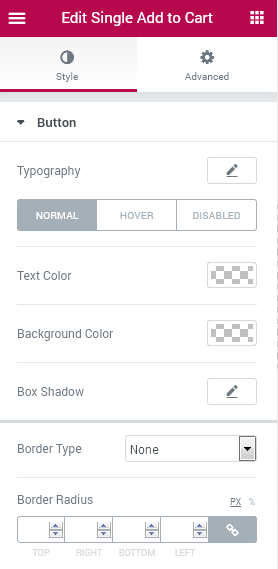 Edit Single Add to Cart
Style Advanced
Button
Typography
NORMAL HOVER DISABLED
Text Color
Background Color
Box Shadow
Border Type None
Border Radius PX %
TOP RIGHT BOTTOM LEFT